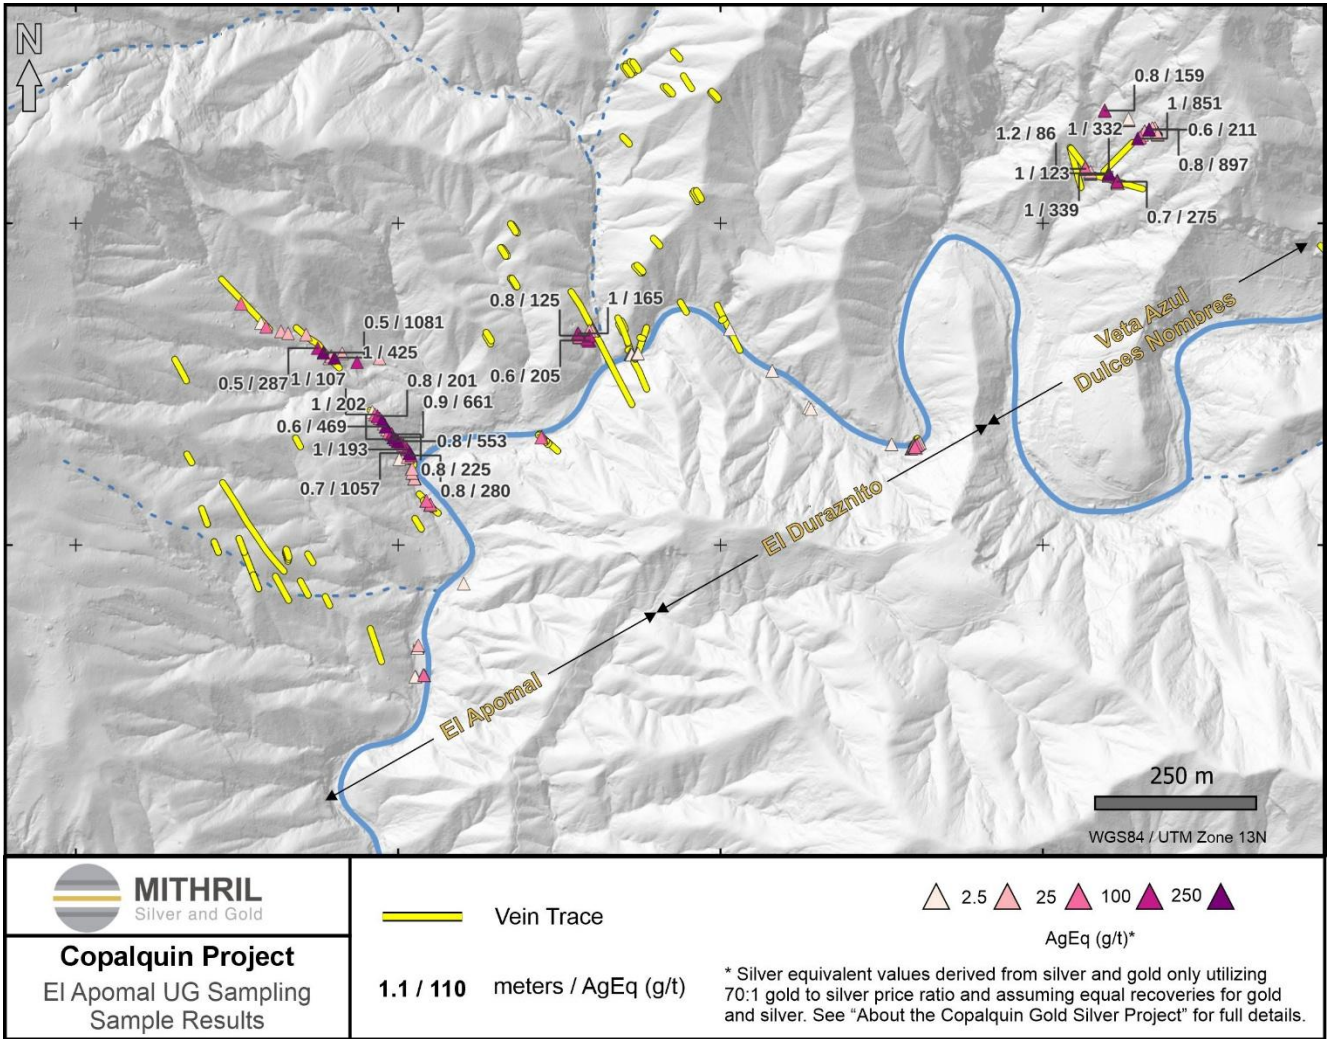 N
0.8 / 159
1 / 851
1.2 / 86
1 / 332
0.6 / 211
0.8 / 897
1 / 123
1 / 339
0.7 / 275
Veta Azul
Dulces Nombres
0.8 / 125
1 / 165
0.6 / 205
0.5 / 1081
1 / 425
0.5 / 287
1 / 107
0.8 / 201
1 / 202
0.9 / 661
0.6 / 469
0.8 / 553
1 / 193
0.8 / 225
0.7 / 1057
0.8 / 280
El Duraznito
El Apomal
250 m
WGS84 / UTM Zone 13N
MITHRIL
Silver and Gold
Copalquin Project
El Apomal UG Sampling
Sample Results
Vein Trace
1.1 / 110 meters / AgEq (g/t)
2.5 25 100 250
AgEq (g/t)*
* Silver equivalent values derived from silver and gold only utilizing
70:1 gold to silver price ratio and assuming equal recoveries for gold
and silver. See “About the Copalquin Gold Silver Project” for full details.